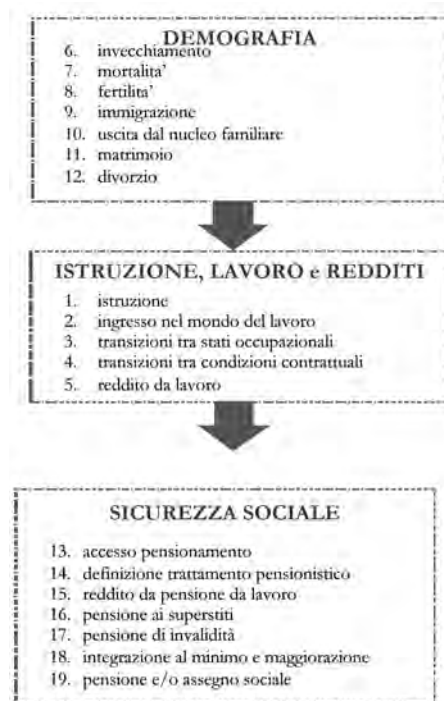 DEMOGRAFIA
6. invecchiamento
7. mortalita'
8. fertilita'
9. immigrazione
10. uscita dal nucleo familiare
11. matrimoio
12. divorzio
ISTRUZIONE, LAVORO e REDDITI
1. istruzione
2. ingresso nel mondo del lavoro
3. transizioni tra stati occupazionali
4. transizioni tra condizioni contrattuali
5. reddito da lavoro
SICUREZZA SOCIALE
13. accesso pensionamento
14. definizione trattamento pensionistico
15. reddito da pensione da lavoro
16. pensione ai superstiti
17. pensione di invalidità
18. integrazione al minimo e maggiorazione
19. pensione e/o assegno sociale